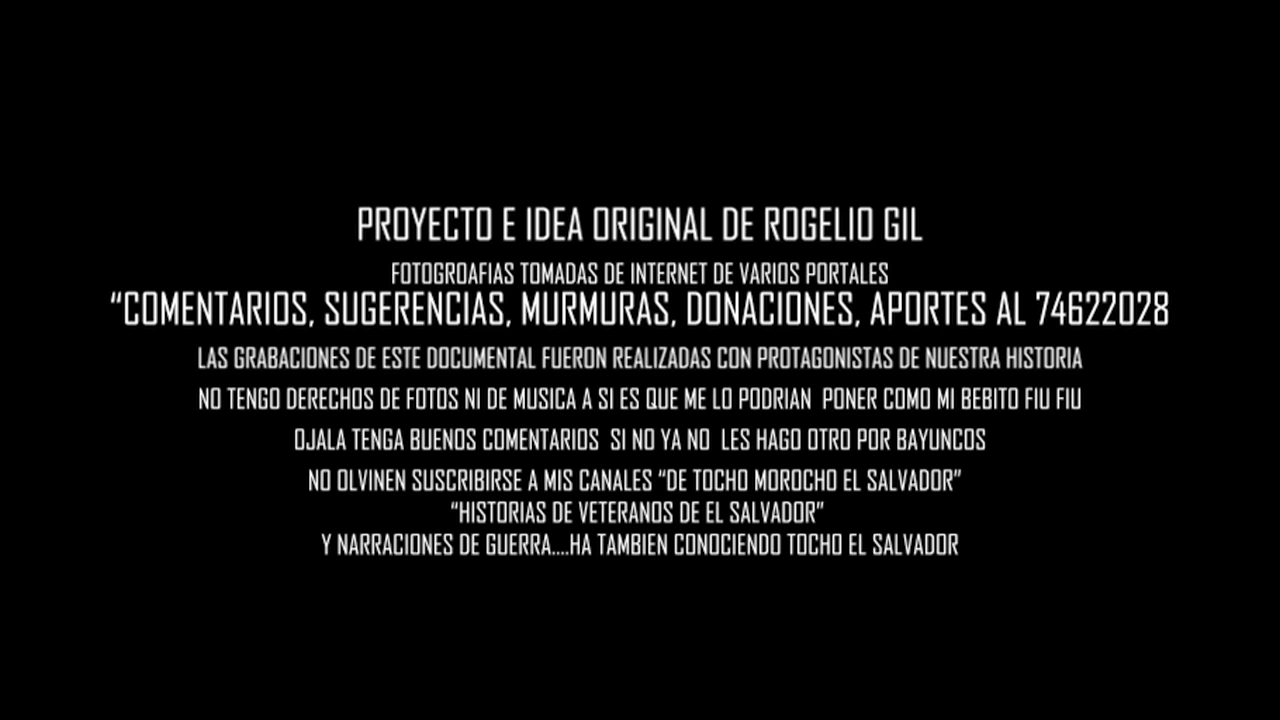 PROYECTO E IDEA ORIGINAL DE ROGELIO GIL
FOTOGROAFIAS TOMADAS DE INTERNET DE VARIOS PORTALES
“COMENTARIOS, SUGERENCIAS, MURMURAS, DONACIONES, APORTES AL 74622028
LAS GRABACIONES DE ESTE DOCUMENTAL FUERON REALIZADAS CON PROTAGONISTAS DE NUESTRA HISTORIA
NO TENGO DERECHOS DE FOTOS NI DE MUSICA A SI ES QUE ME LO PODRIAN PONER COMO MI BEBITO FIU FIU
OJALA TENGA BUENOS COMENTARIOS SI NO YA NO LES HAGO OTRO POR BAYUNCOS
NO OLVINEN SUSCRIBIRSE A MIS CANALES “DE TOCHO MOROCHO EL SALVADOR”
“HISTORIAS DE VETERANOS DE EL SALVADOR”
Y NARRACIONES DE GUERRA....HA TAMBIEN CONOCIENDO TOCHO EL SALVADOR